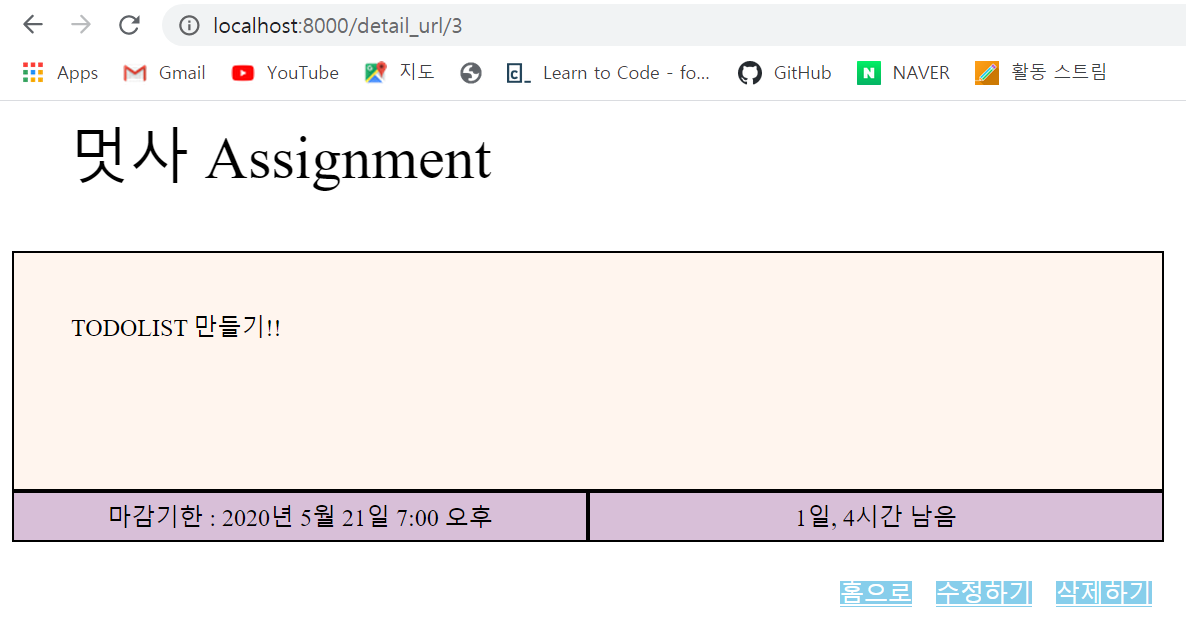 localhost:8000/detail_url/3
Apps Gmail YouTube 지도 Learn to Code - fo... GitHub NAVER 활동 스트림
멋사 Assignment
TODOLIST 만들기!!
마감기한 : 2020년 5월 21일 7:00 오후 1일, 4시간 남음
홈으로 수정하기 삭제하기